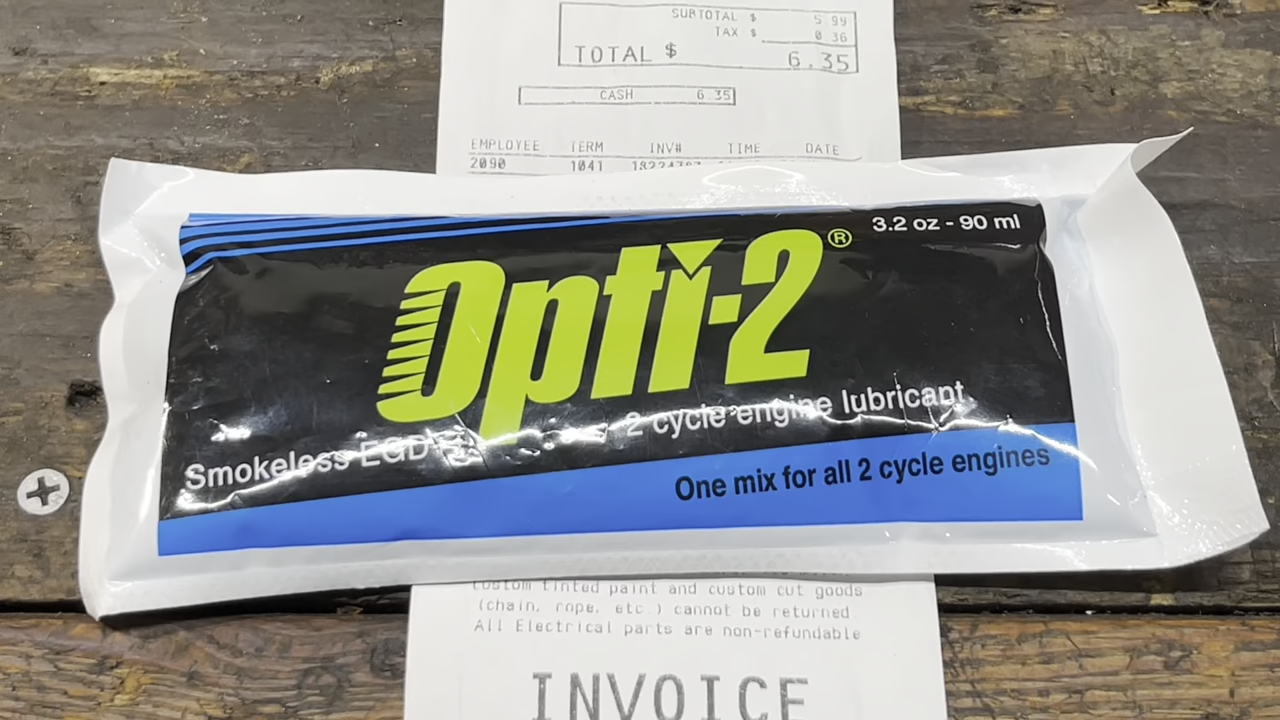 SUBTOTAL $ 5.99
TAX $ 0.36
TOTAL $ 6.35
CASH 6.35
EMPLOYEE TERM INV# TIME DATE
2090 1041
3.2 oz - 90 ml
Opti-2®
2 cycle engine lubricant
Smokeless EGD
One mix for all 2 cycle engines
Custom tinted paint and custom cut goods
(chain, rope, etc.) cannot be returned.
All Electrical parts are non-refundable
INVOICE